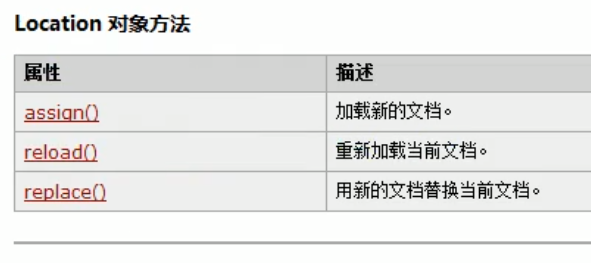 Location 对象方法
属性 描述
assign() 加载新的文档。
reload() 重新加载当前文档。
replace() 用新的文档替换当前文档。